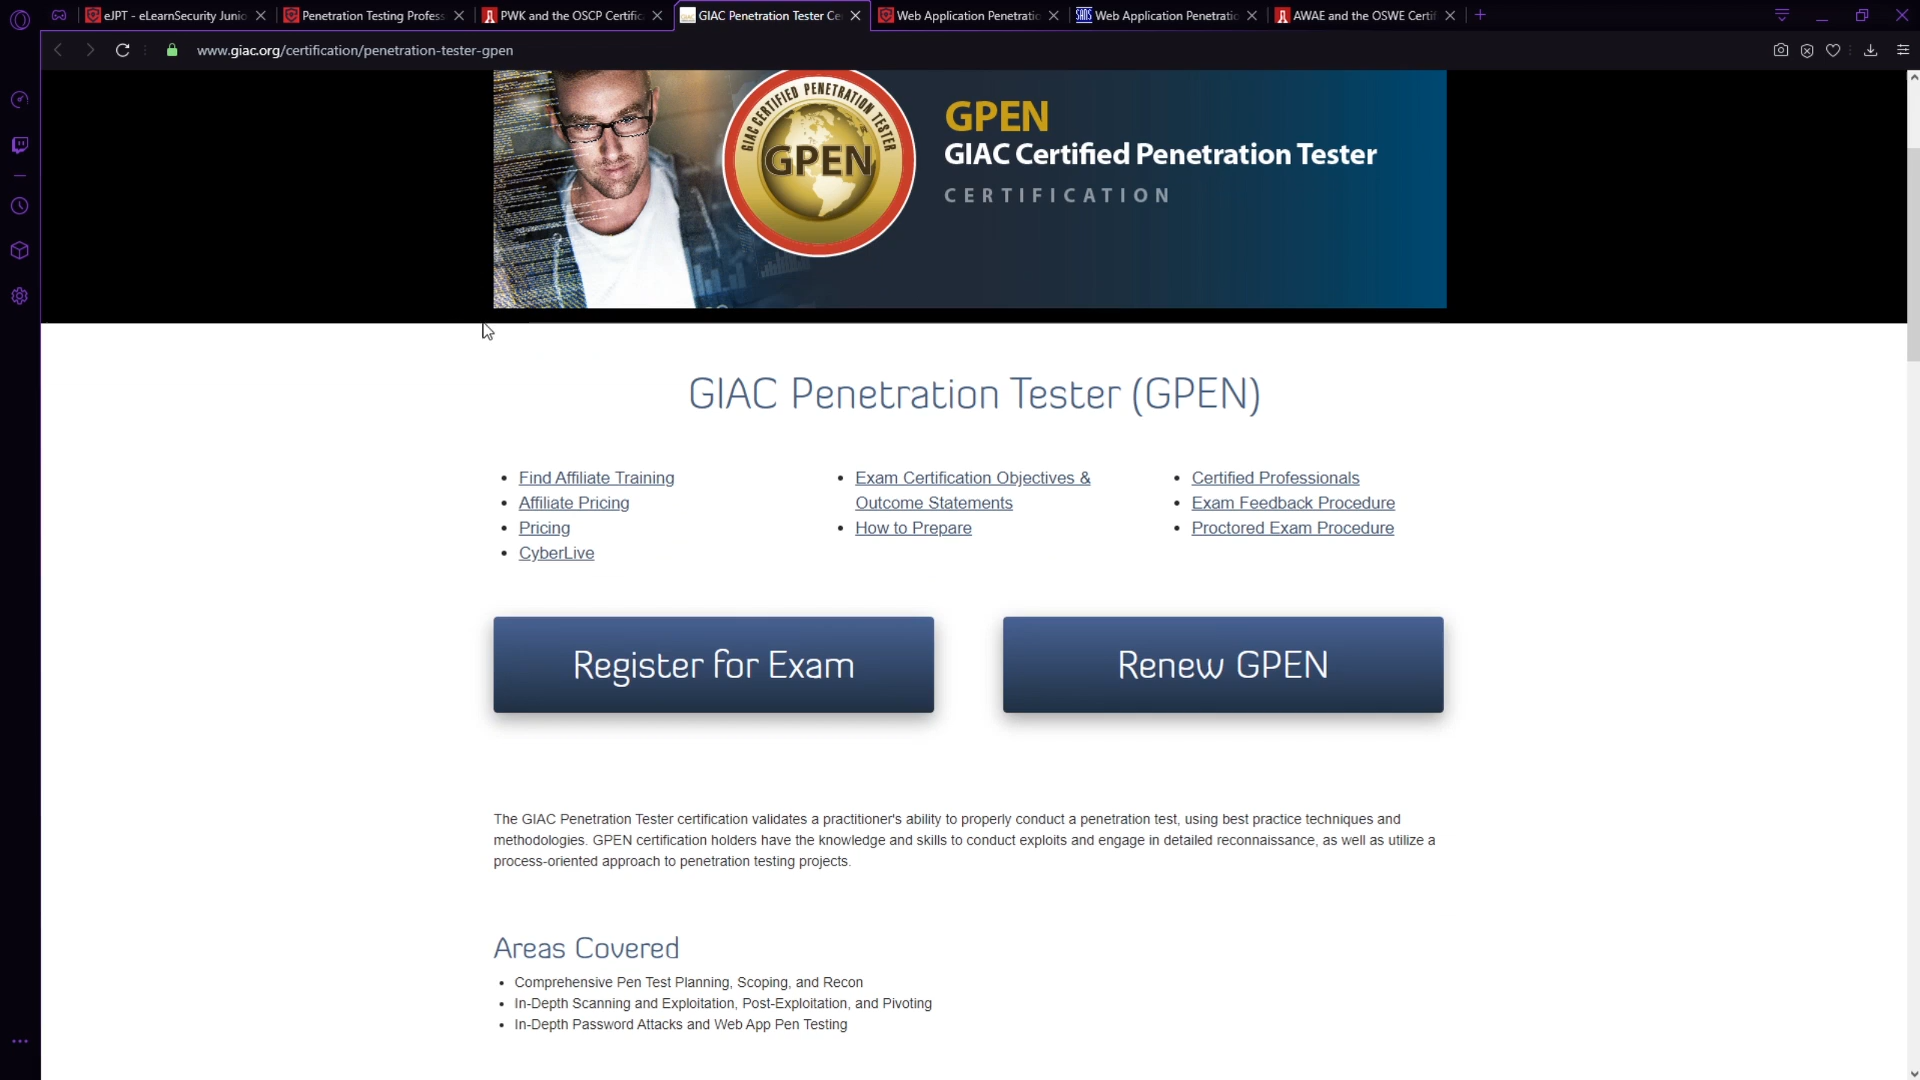 eJPT - eLearnSecurity Junio
Penetration Testing Profess
PWK and the OSCP Certific
GIAC Penetration Tester Ce
Web Application Penetratio
SANS
Web Application Penetratio
AWAE and the OSWE Certif
www.giac.org/certification/penetration-tester-gpen
GIAC CERTIFIED PENETRATION TESTER
GPEN
GPEN
GIAC Certified Penetration Tester
CERTIFICATION
GIAC Penetration Tester (GPEN)
Find Affiliate Training
Affiliate Pricing
Pricing
CyberLive
Exam Certification Objectives &
Outcome Statements
How to Prepare
Certified Professionals
Exam Feedback Procedure
Proctored Exam Procedure
Register for Exam
Renew GPEN
The GIAC Penetration Tester certification validates a practitioner's ability to properly conduct a penetration test, using best practice techniques and
methodologies. GPEN certification holders have the knowledge and skills to conduct exploits and engage in detailed reconnaissance, as well as utilize a
process-oriented approach to penetration testing projects.
Areas Covered
Comprehensive Pen Test Planning, Scoping, and Recon
In-Depth Scanning and Exploitation, Post-Exploitation, and Pivoting
In-Depth Password Attacks and Web App Pen Testing